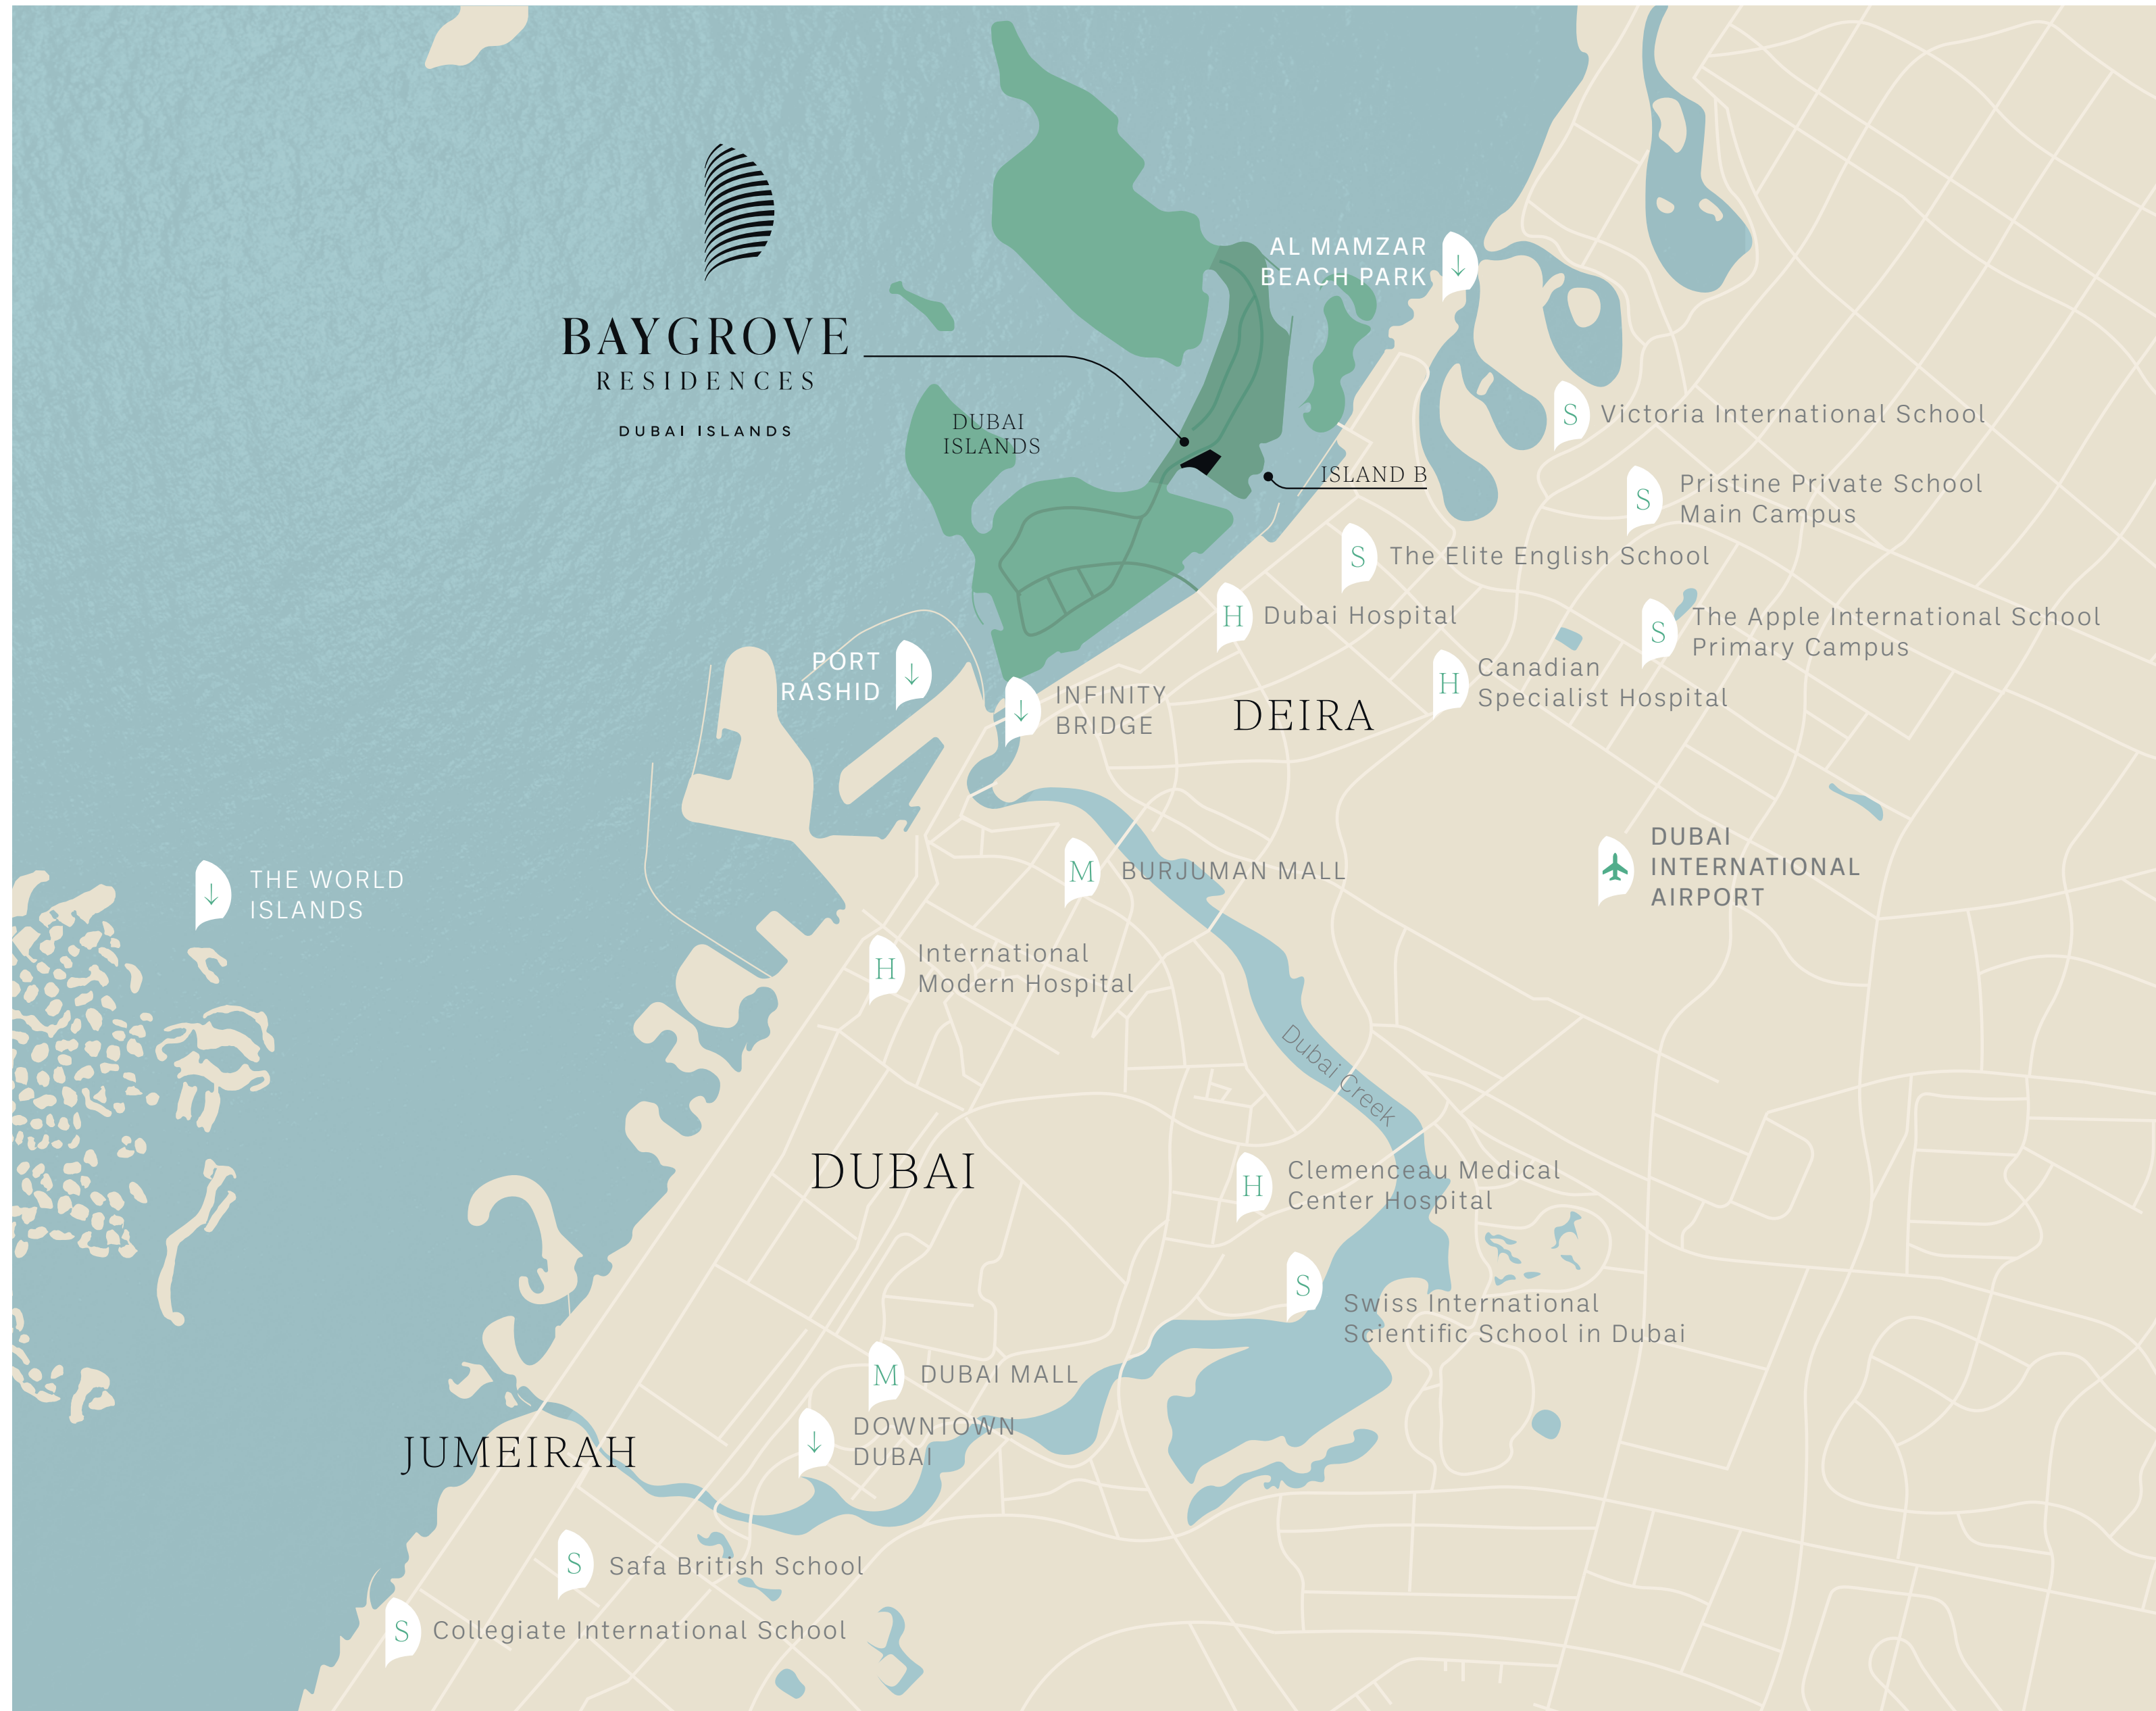 AL MAMZAR
BEACH PARK
BAYGROVE
RESIDENCES
DUBAI ISLANDS
DUBAI
ISLANDS
ISLAND B
S
Victoria International School
S
Pristine Private School
Main Campus
S
The Elite English School
H
Dubai Hospital
S
The Apple International School
Primary Campus
H
Canadian
Specialist Hospital
PORT
RASHID
INFINITY
BRIDGE
DEIRA
DUBAI
INTERNATIONAL
AIRPORT
M
BURJUMAN MALL
THE WORLD
ISLANDS
H
International
Modern Hospital
Dubai Creek
DUBAI
H
Clemenceau Medical
Center Hospital
S
Swiss International
Scientific School in Dubai
M
DUBAI MALL
DOWNTOWN
DUBAI
JUMEIRAH
S
Safa British School
S
Collegiate International School